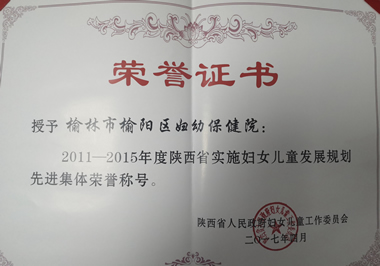 荣誉证书
授予 榆林市榆阳区妇幼保健院：
2011—2015年度陕西省实施妇女儿童发展规划
先进集体荣誉称号。
陕西省人民政府妇女儿童工作委员会
二〇一七年四月